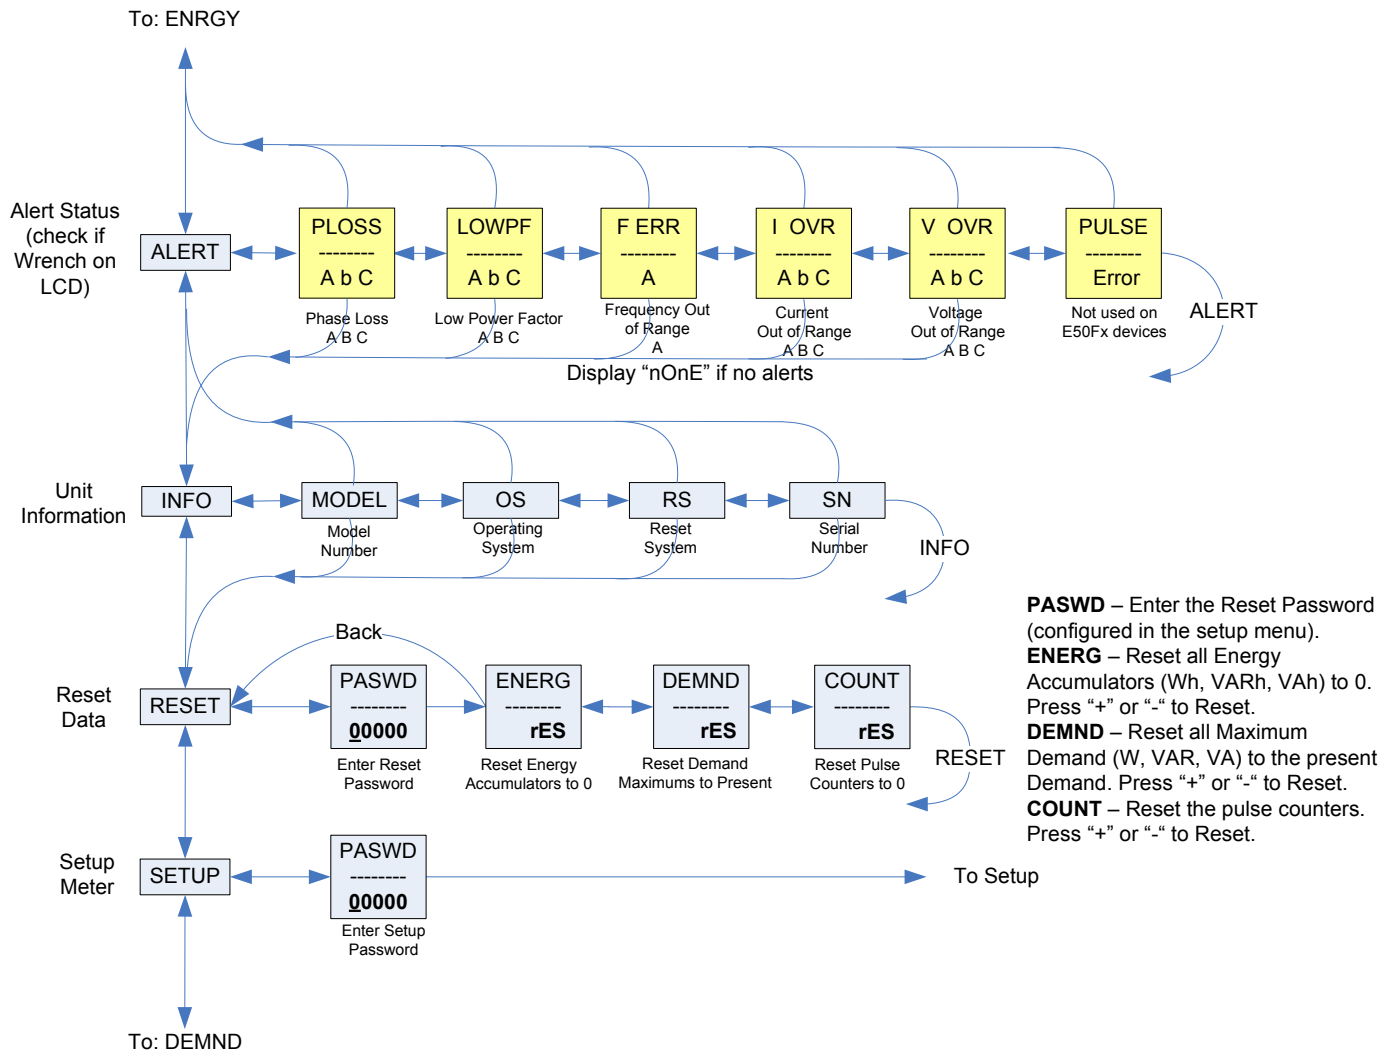 To: ENRGY
Alert Status
(check if
Wrench on
LCD)
ALERT
PLOSS
--------
A b C
Phase Loss
A B C
LOWPF
--------
A b C
Low Power Factor
A B C
F ERR
--------
A
Frequency Out
of Range
A
I OVR
--------
A b C
Current
Out of Range
A B C
V OVR
--------
A b C
Voltage
Out of Range
A B C
PULSE
--------
Error
Not used on
E50Fx devices
ALERT
Display “nOnE” if no alerts
Unit
Information
INFO
MODEL
Model
Number
OS
Operating
System
RS
Reset
System
SN
Serial
Number
INFO
Back
Reset
Data
RESET
PASWD
--------
00000
Enter Reset
Password
ENERG
--------
rES
Reset Energy
Accumulators to 0
DEMND
--------
rES
Reset Demand
Maximums to Present
COUNT
--------
rES
Reset Pulse
Counters to 0
RESET
PASWD – Enter the Reset Password
(configured in the setup menu).
ENERG – Reset all Energy
Accumulators (Wh, VARh, VAh) to 0.
Press “+” or “-“ to Reset.
DEMND – Reset all Maximum
Demand (W, VAR, VA) to the present
Demand. Press “+” or “-“ to Reset.
COUNT – Reset the pulse counters.
Press “+” or “-“ to Reset.
Setup
Meter
SETUP
PASWD
--------
00000
Enter Setup
Password
To Setup
To: DEMND